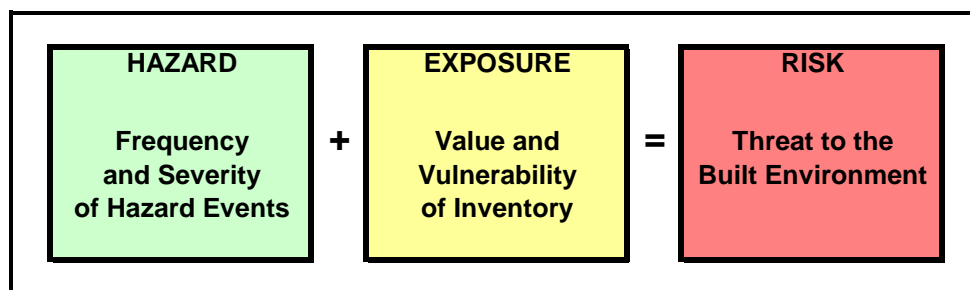 HAZARD
Frequency
and Severity
of Hazard Events
+
EXPOSURE
Value and
Vulnerability
of Inventory
=
RISK
Threat to the
Built Environment